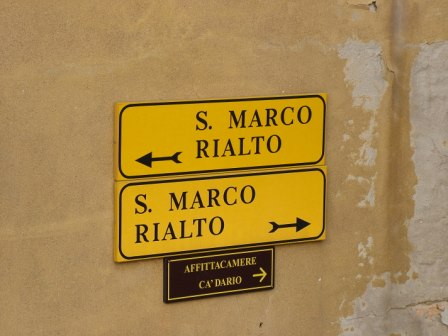 S. MARCO
RIALTO
S. MARCO
RIALTO
AFFITTACAMERE
CA' DARIO